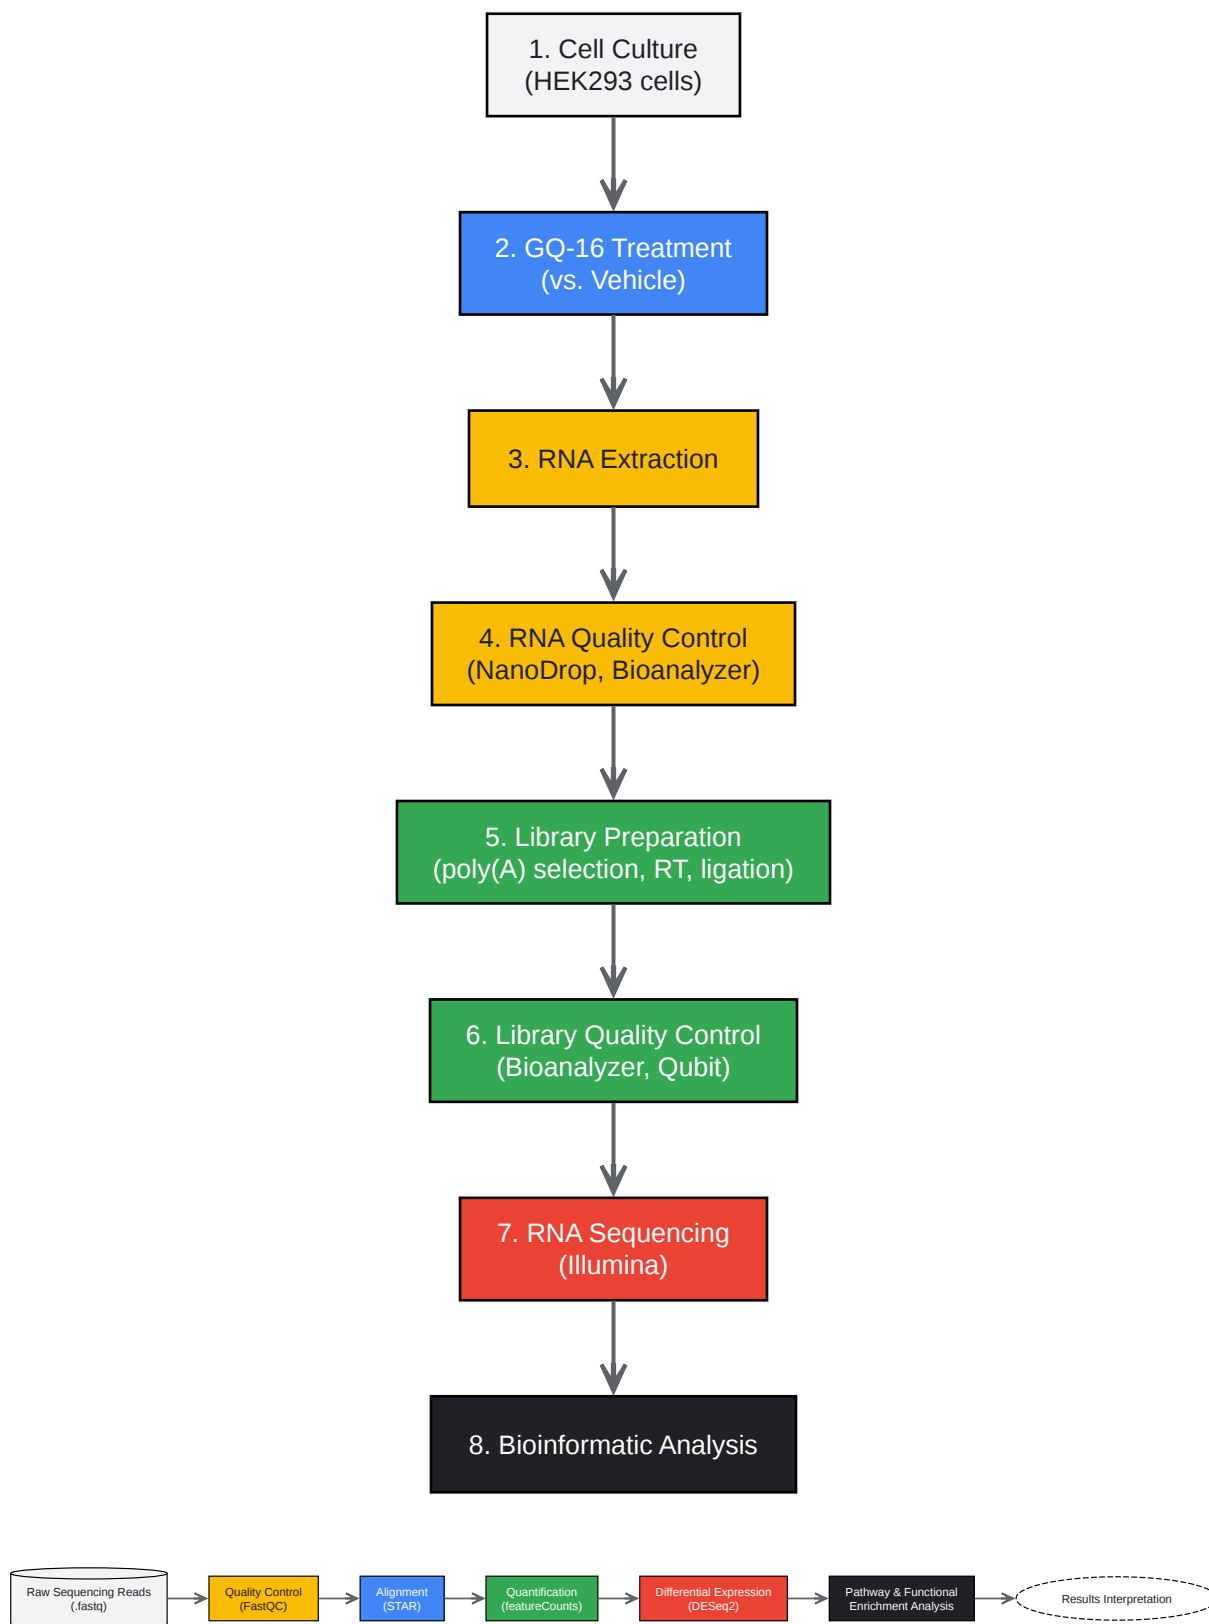 1. Cell Culture
(HEK293 cells)
2. GQ-16 Treatment
(vs. Vehicle)
3. RNA Extraction
4. RNA Quality Control
(NanoDrop, Bioanalyzer)
5. Library Preparation
(poly(A) selection, RT, ligation)
6. Library Quality Control
(Bioanalyzer, Qubit)
7. RNA Sequencing
(Illumina)
8. Bioinformatic Analysis
Raw Sequencing Reads
(.fastq)
Quality Control
(FastQC)
Alignment
(STAR)
Quantification
(featureCounts)
Differential Expression
(DESeq2)
Pathway & Functional
Enrichment Analysis
Results Interpretation